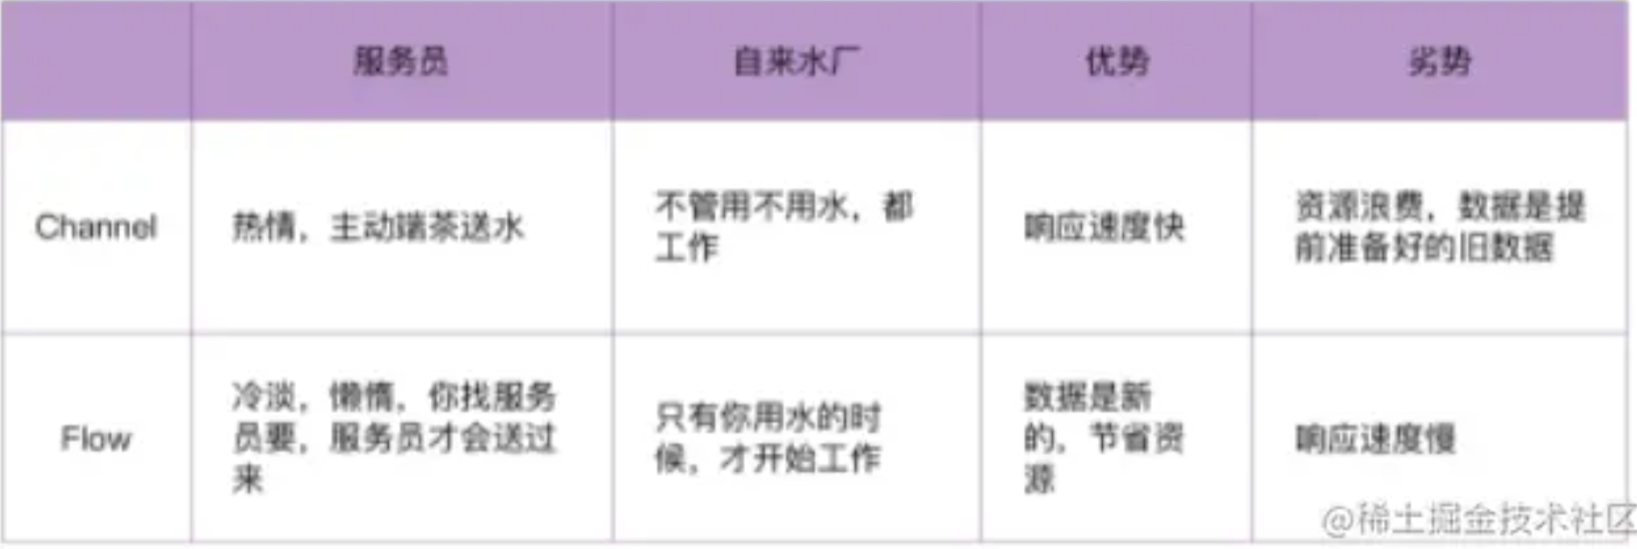 服务员
自来水厂
优势
劣势
Channel
热情，主动端茶送水
不管用不用水，都
工作
响应速度快
资源浪费，数据是提
前准备好的旧数据
Flow
冷淡，懒惰，你找服务
员要，服务员才会送过
来
只有你用水的时
候，才开始工作
数据是新
的，节省资
源
响应速度慢
@稀土掘金技术社区